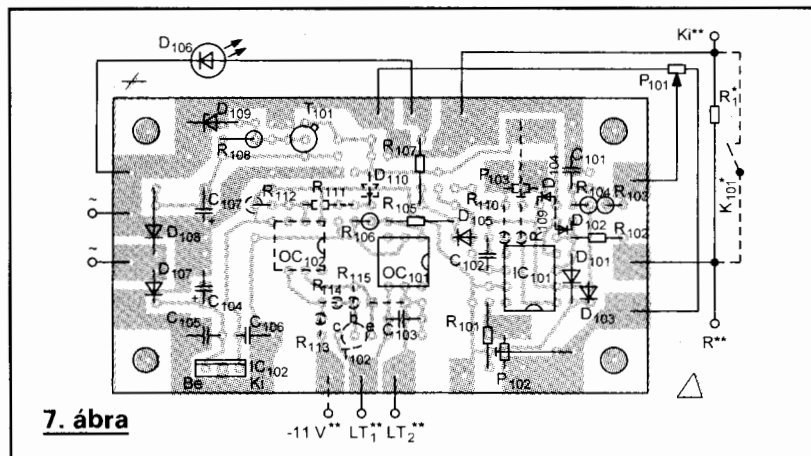 D106
Ki**
P101
R1*
K101*
D109
T101
R108
R107
D110
P103
D104
C101
C107
R112
R111
R105
R110
R104
R103
D108
R106
D105
R109
D102
R102
OC102
D107
OC101
C102
IC101
D101
C104
R115
R114
D103
C105
C106
c b e
C103
R101
R113
T102
P102
R**
IC102
Be Ki
7. ábra
-11 V** LT1** LT2**